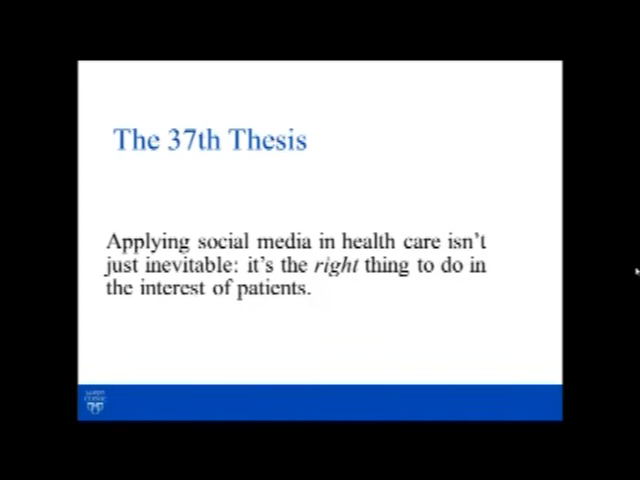 The 37th Thesis
Applying social media in health care isn't
just inevitable: it's the right thing to do in
the interest of patients.